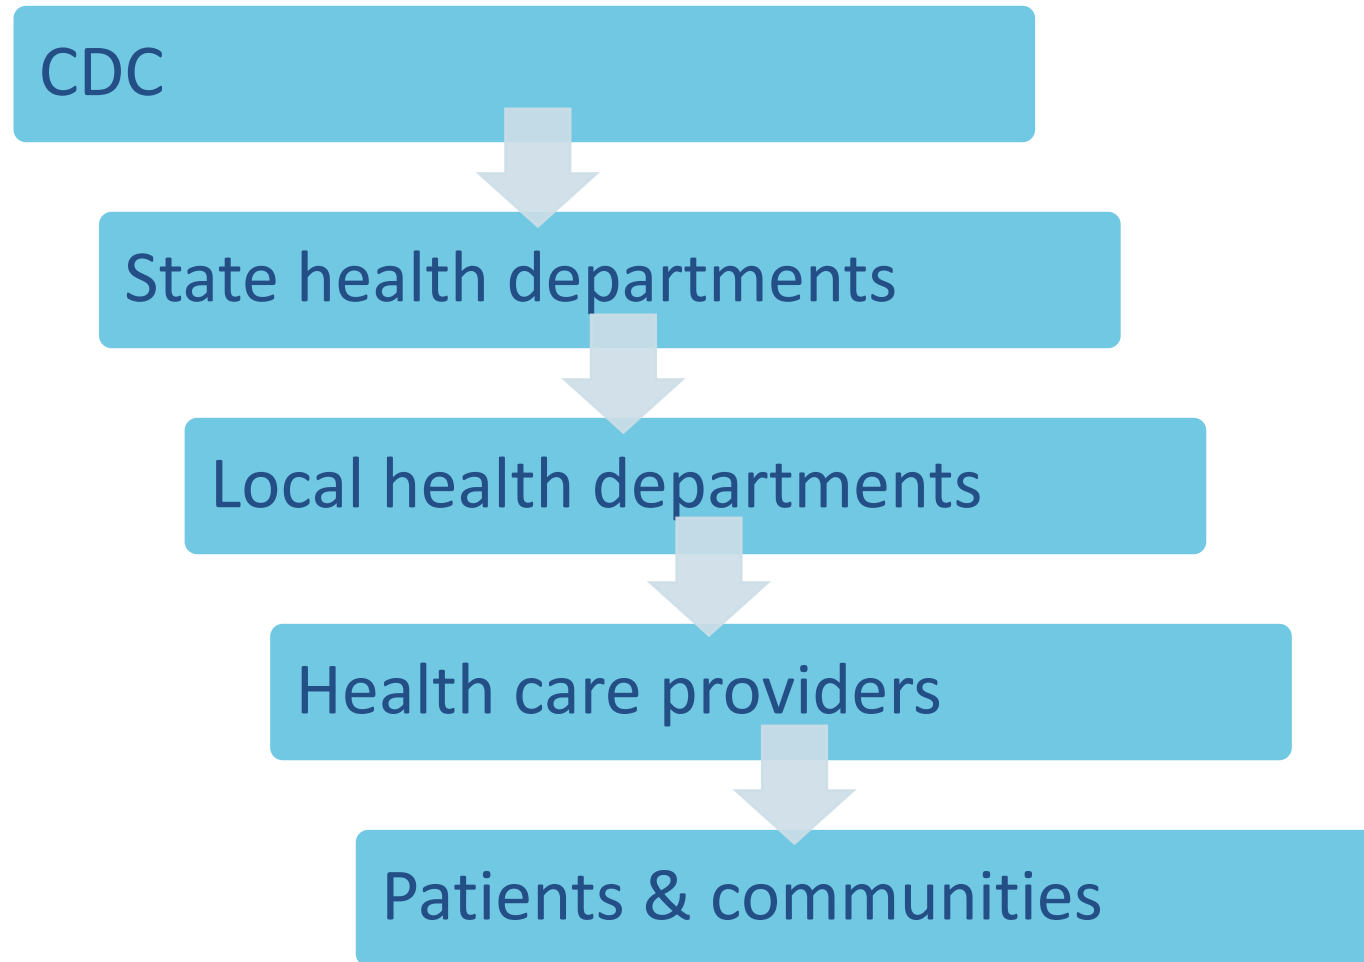 CDC
State health departments
Local health departments
Health care providers
Patients & communities